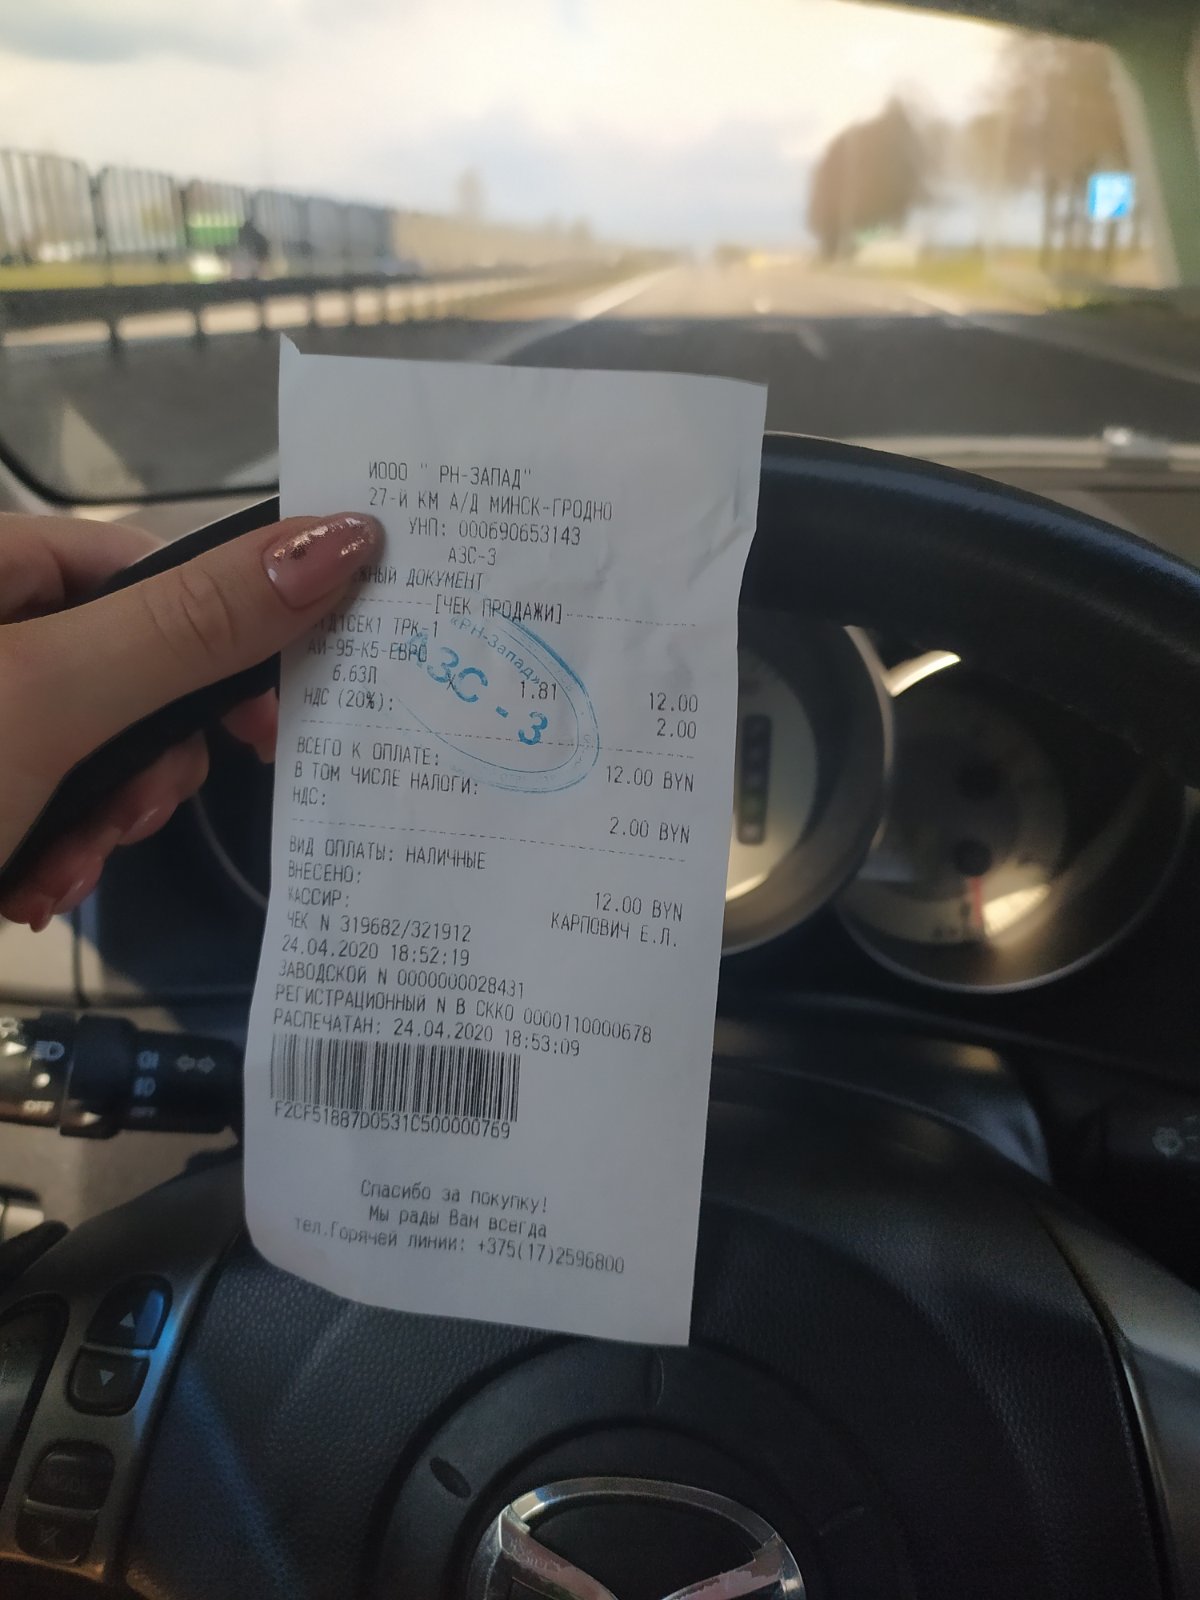 ИООО " РН-ЗАПАД"
27-Й КМ А/Д МИНСК-ГРОДНО
УНП: 000690653143
АЗС-3
ДОКУМЕНТ
[ЧЕК ПРОДАЖИ]
ТРК-1
АИ-95-К5-ЕВРО
6.63Л X 1.81 12.00
НДС (20%): 2.00
«РН-Запад»
АЗС - 3
ВСЕГО К ОПЛАТЕ: 12.00 BYN
В ТОМ ЧИСЛЕ НАЛОГИ:
НДС: 2.00 BYN
ВИД ОПЛАТЫ: НАЛИЧНЫЕ
ВНЕСЕНО: 12.00 BYN
КАССИР: КАРПОВИЧ Е.Л.
ЧЕК N 319682/321912
24.04.2020 18:52:19
ЗАВОДСКОЙ N 0000000028431
РЕГИСТРАЦИОННЫЙ N В СККО 0000110000678
РАСПЕЧАТАН: 24.04.2020 18:53:09
F2CF51887D0531C500000769
Спасибо за покупку!
Мы рады Вам всегда
тел.Горячей линии: +375(17)2596800
OFF
OFF